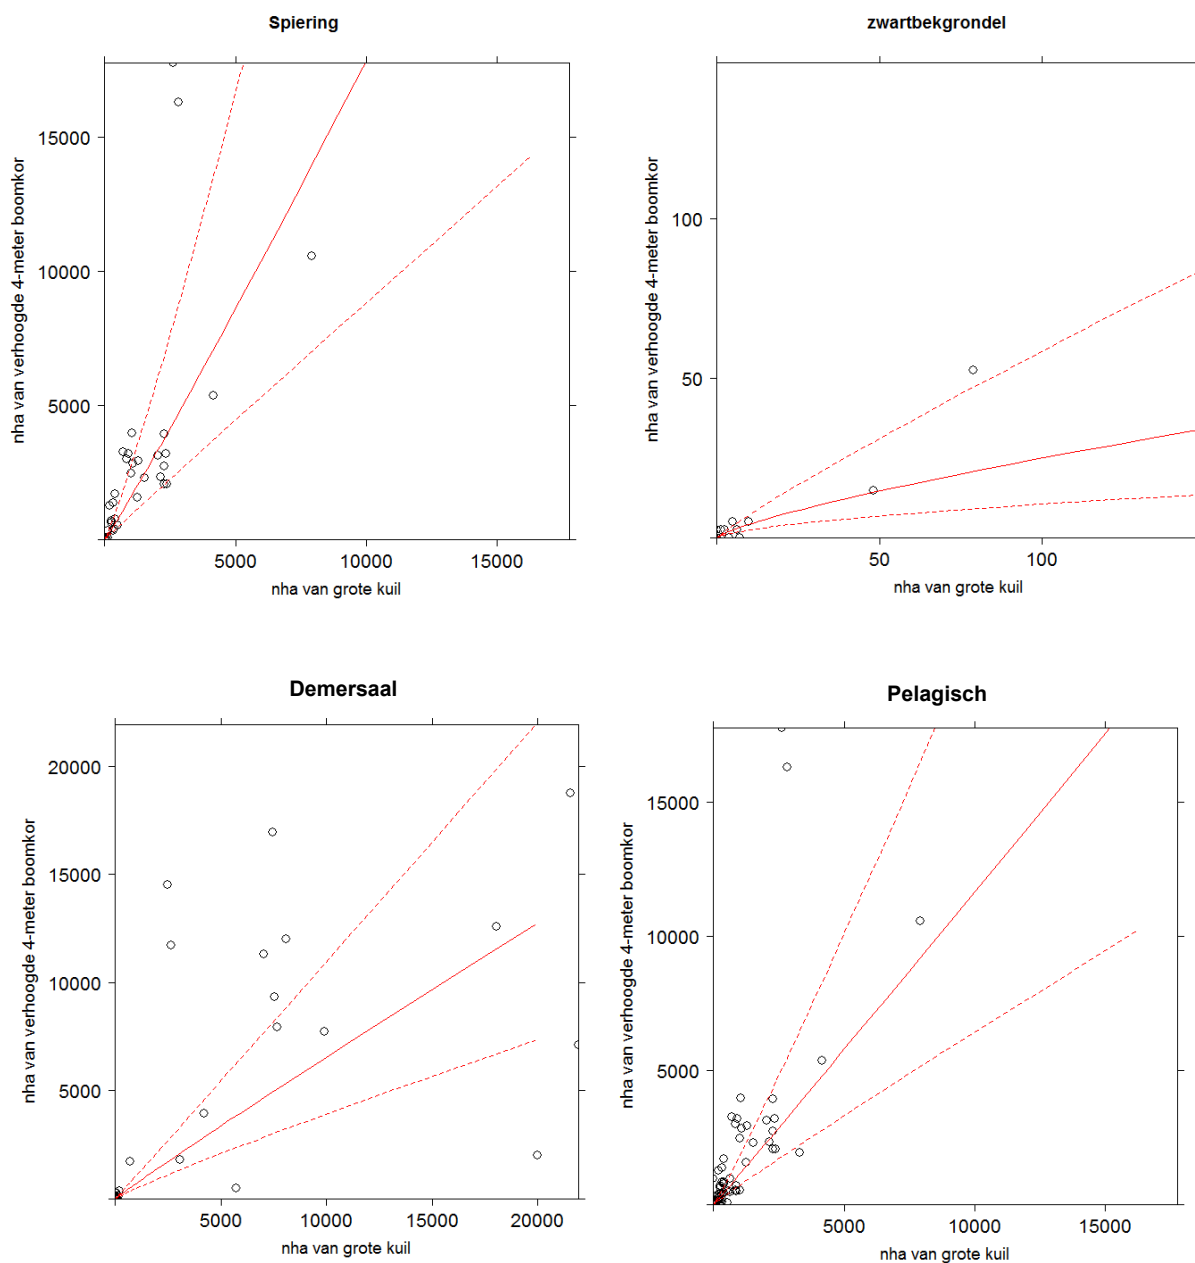 Spiering
nha van verhoogde 4-meter boomkor
15000
10000
5000
5000 10000 15000
nha van grote kuil
zwartbekgrondel
nha van verhoogde 4-meter boomkor
100
50
50 100
nha van grote kuil
Demersaal
nha van verhoogde 4-meter boomkor
20000
15000
10000
5000
5000 10000 15000 20000
nha van grote kuil
Pelagisch
nha van verhoogde 4-meter boomkor
15000
10000
5000
5000 10000 15000
nha van grote kuil